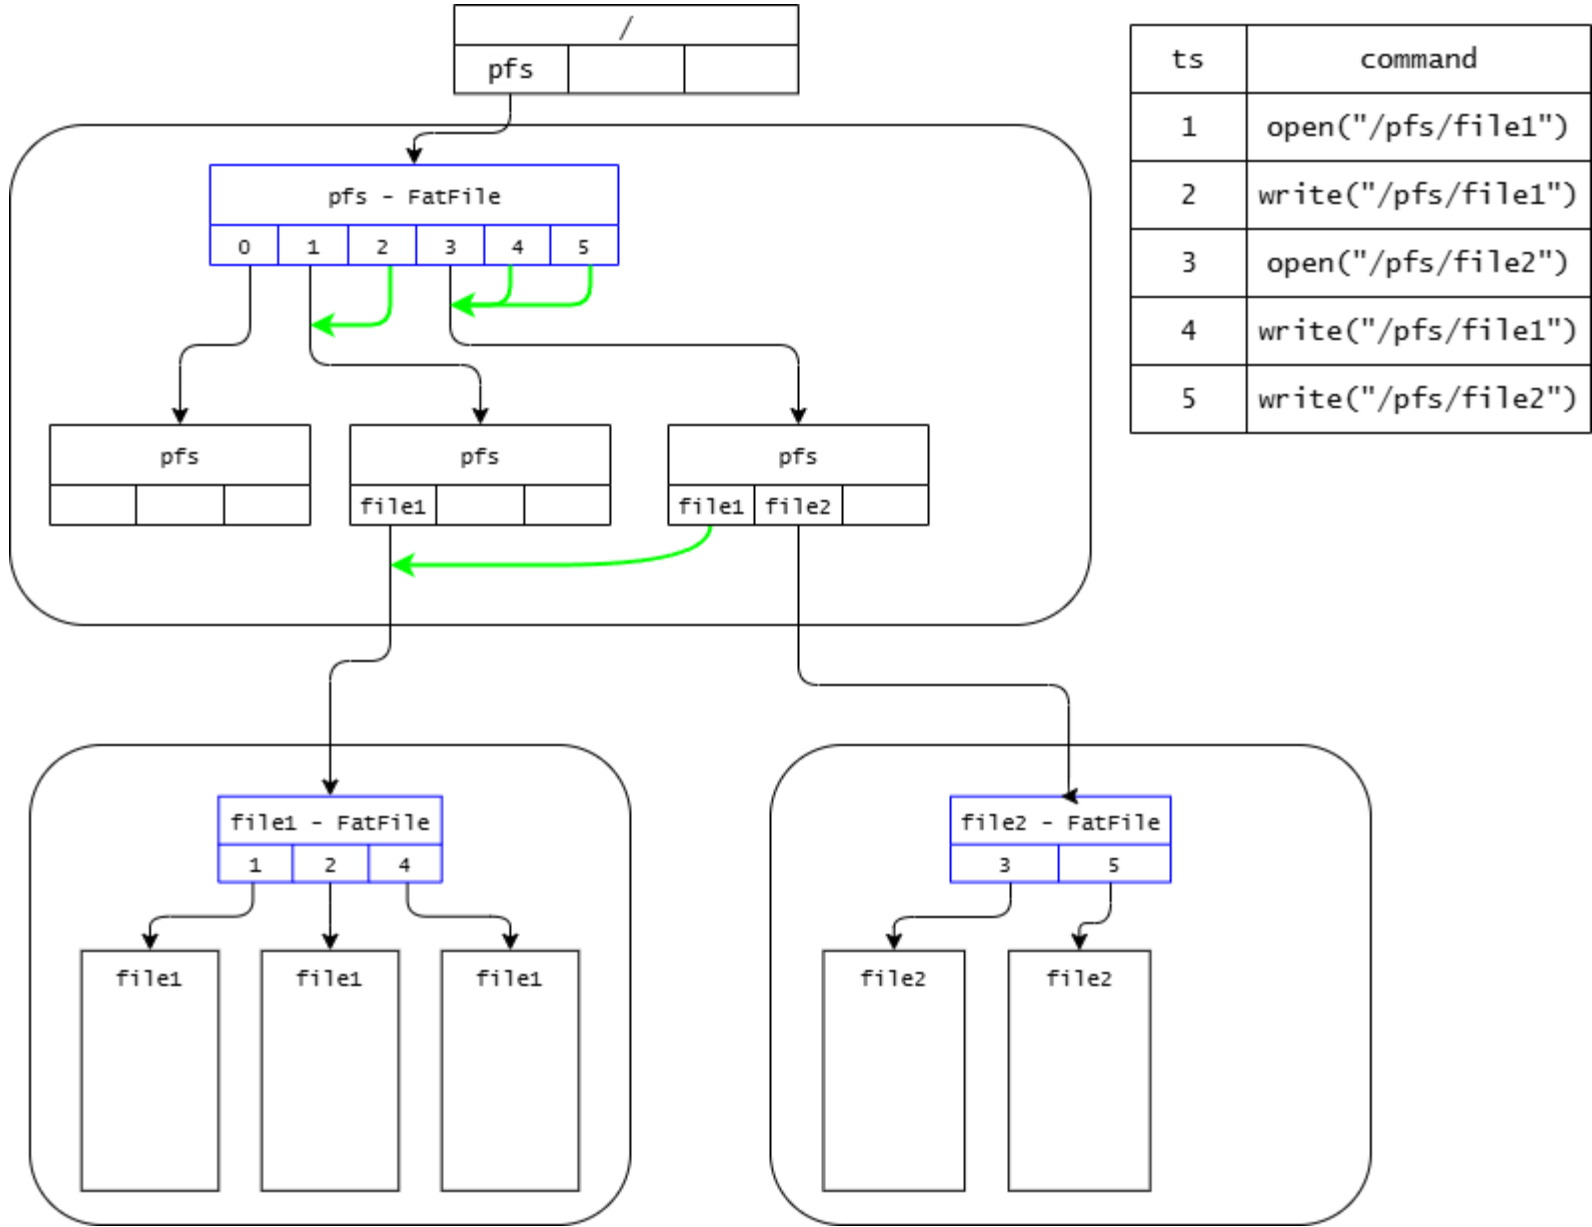 /
pfs
ts command
1 open("/pfs/file1")
2 write("/pfs/file1")
3 open("/pfs/file2")
4 write("/pfs/file1")
5 write("/pfs/file2")
pfs - FatFile
0 1 2 3 4 5
pfs
pfs
file1
pfs
file1 file2
file1 - FatFile
1 2 4
file1
file1
file1
file2 - FatFile
3 5
file2
file2